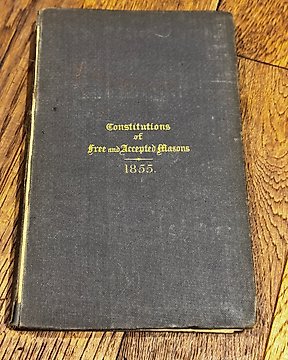 Constitutions
of
Free and Accepted Masons
1855.